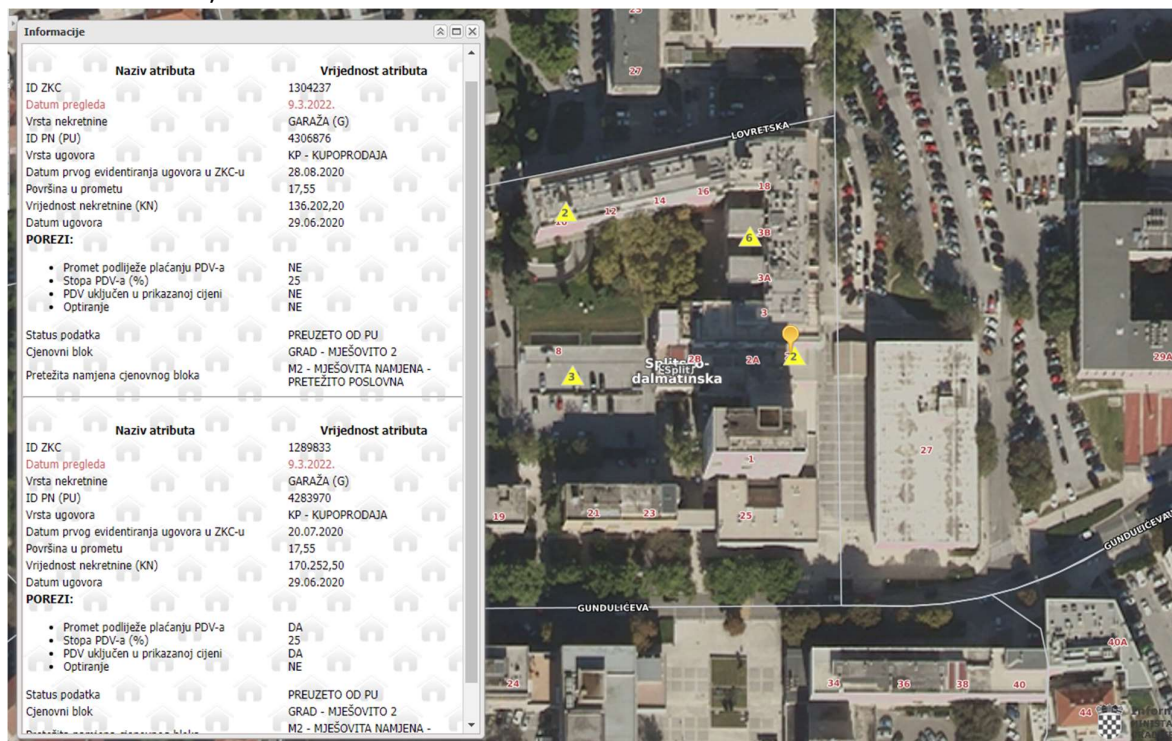 Informacije
Naziv atributa Vrijednost atributa
ID ZKC 1304237
Datum pregleda 9.3.2022.
Vrsta nekretnine GARAŽA (G)
ID PN (PU) 4306876
Vrsta ugovora KP - KUPOPRODAJA
Datum prvog evidentiranja ugovora u ZKC-u 28.08.2020
Površina u prometu 17,55
Vrijednost nekretnine (KN) 136.202,20
Datum ugovora 29.06.2020
POREZI:
• Promet podliježe plaćanju PDV-a NE
• Stopa PDV-a (%) 25
• PDV uključen u prikazanoj cijeni NE
• Optiranje NE
Status podatka PREUZETO OD PU
Cjenovni blok GRAD - MJEŠOVITO 2
Pretežita namjena cjenovnog bloka M2 - MJEŠOVITA NAMJENA -
PRETEŽITO POSLOVNA
Naziv atributa Vrijednost atributa
ID ZKC 1289833
Datum pregleda 9.3.2022.
Vrsta nekretnine GARAŽA (G)
ID PN (PU) 4283970
Vrsta ugovora KP - KUPOPRODAJA
Datum prvog evidentiranja ugovora u ZKC-u 20.07.2020
Površina u prometu 17,55
Vrijednost nekretnine (KN) 170.252,50
Datum ugovora 29.06.2020
POREZI:
• Promet podliježe plaćanju PDV-a DA
• Stopa PDV-a (%) 25
• PDV uključen u prikazanoj cijeni DA
• Optiranje NE
Status podatka PREUZETO OD PU
Cjenovni blok GRAD - MJEŠOVITO 2
M2 - MJEŠOVITA NAMJENA -
27
LOVRETSKA
18
16
14
12
2
10
6
3B
3A
3
8
2B
2A
2
3
Splitsko-
dalmatinska
Split
29A
1
27
19
21
23
25
GUNDULIĆEVA
GUNDULIĆEVA
40A
24
34
36
38
40
44